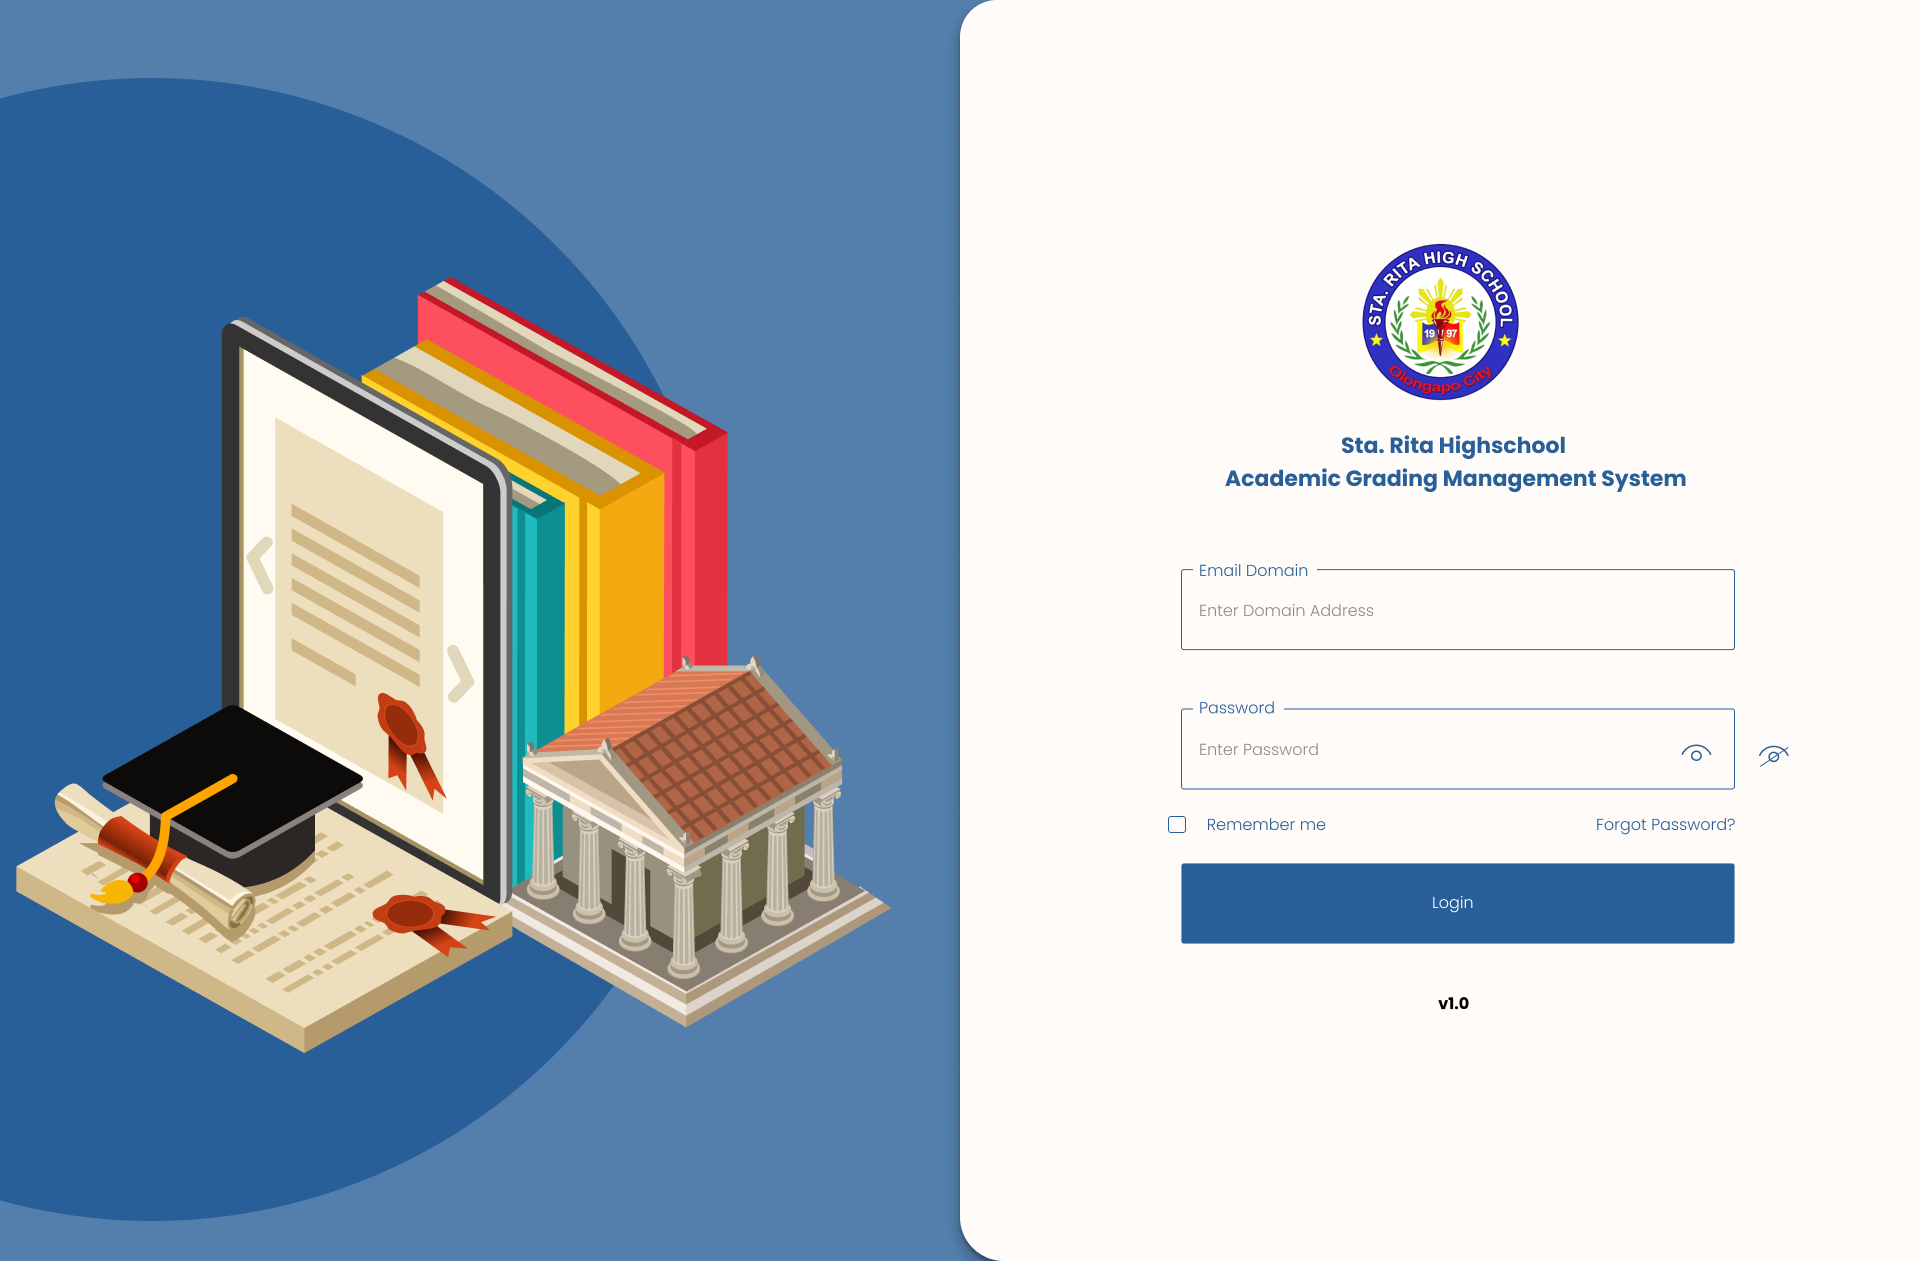 STA. RITA HIGH SCHOOL
19 97
Olongapo City
Sta. Rita Highschool
Academic Grading Management System
Email Domain
Enter Domain Address
Password
Enter Password
Remember me Forgot Password?
Login
v1.0